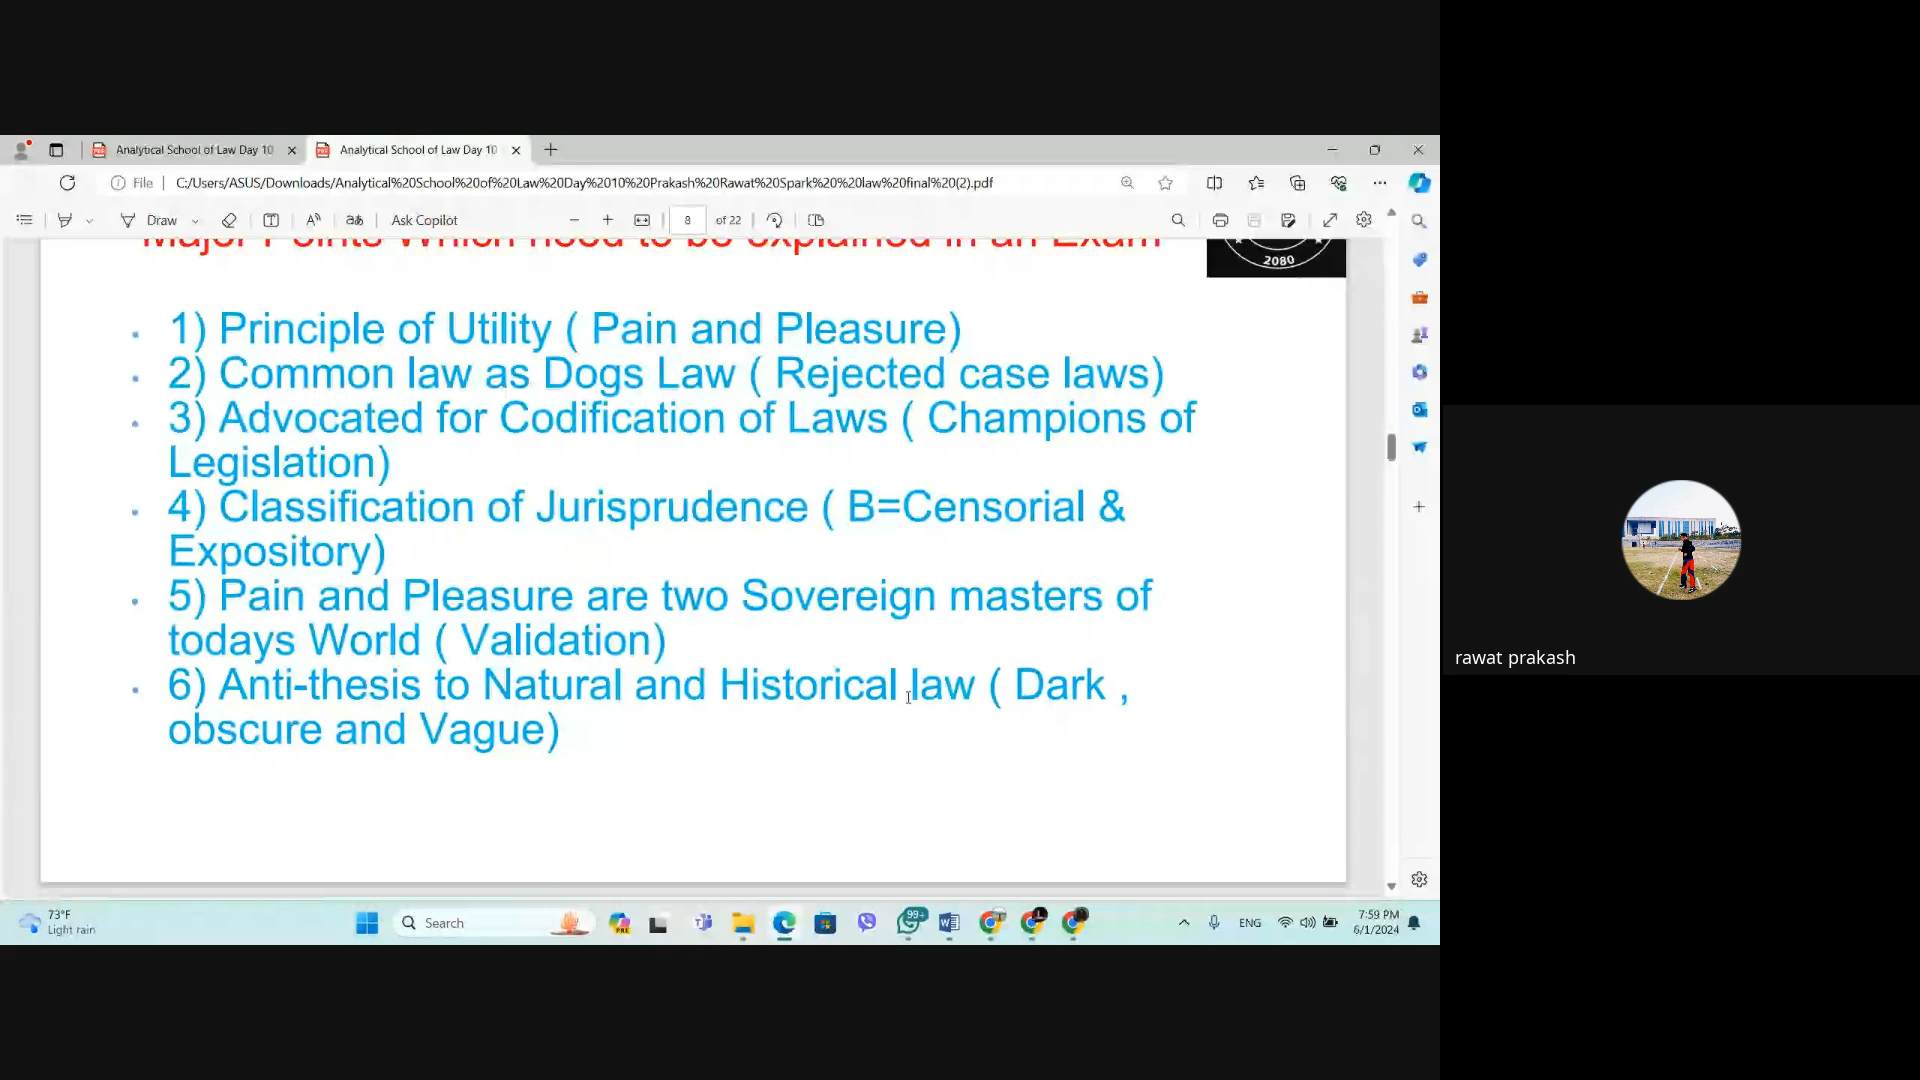 Analytical School of Law Day 10
Analytical School of Law Day 10
File
C:/Users/ASUS/Downloads/Analytical%20School%20of%20Law%20Day%2010%20Prakash%20Rawat%20Spark%20%20law%20final%20(2).pdf
Draw
Ask Copilot
8
of 22
Major Points Which need to be explained in an Exam
2080
1) Principle of Utility ( Pain and Pleasure)
2) Common law as Dogs Law ( Rejected case laws)
3) Advocated for Codification of Laws ( Champions of
Legislation)
4) Classification of Jurisprudence ( B=Censorial &
Expository)
5) Pain and Pleasure are two Sovereign masters of
todays World ( Validation)
6) Anti-thesis to Natural and Historical law ( Dark ,
obscure and Vague)
rawat prakash
73°F
Light rain
Search
PRE
99+
ENG
7:59 PM
6/1/2024